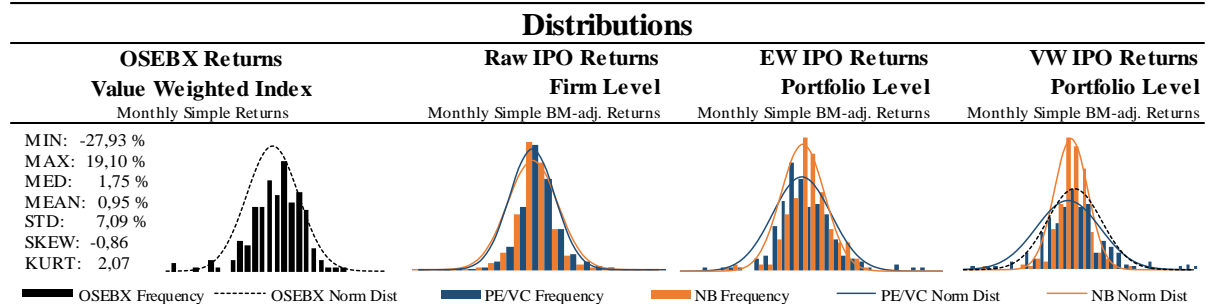 Distributions
OSEBX Returns
Value Weighted Index
Monthly Simple Returns
Raw IPO Returns
Firm Level
Monthly Simple BM-adj. Returns
EW IPO Returns
Portfolio Level
Monthly Simple BM-adj. Returns
VW IPO Returns
Portfolio Level
Monthly Simple BM-adj. Returns
MIN: -27,93 %
MAX: 19,10 %
MED: 1,75 %
MEAN: 0,95 %
STD: 7,09 %
SKEW: -0,86
KURT: 2,07
OSEBX Frequency OSEBX Norm Dist PE/VC Frequency NB Frequency PE/VC Norm Dist NB Norm Dist